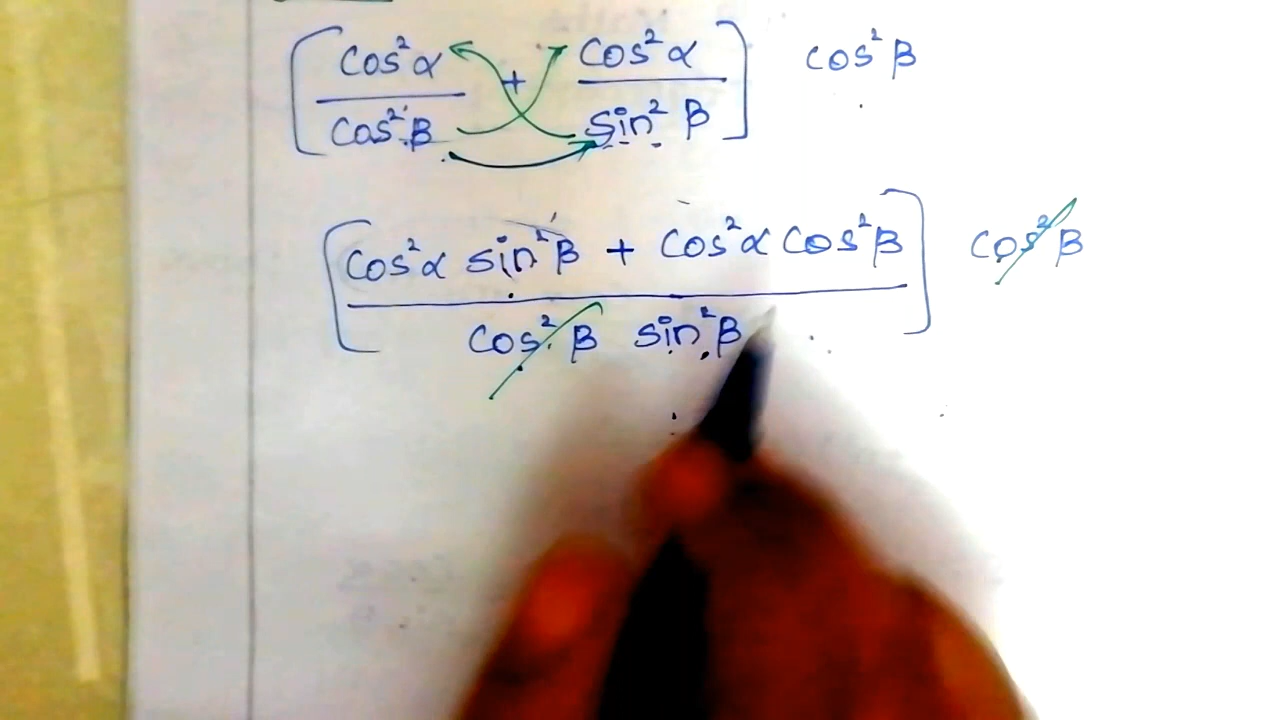 [cos²α / cos²β + cos²α / sin²β] cos²β
[cos²α sin²β + cos²α cos²β / cos²β sin²β] cos²β